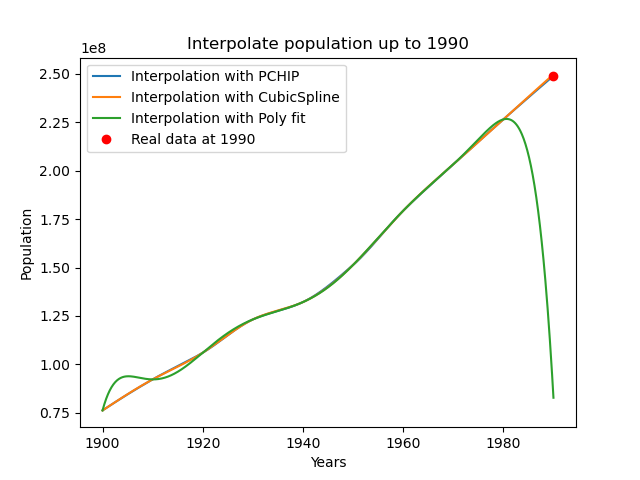 Interpolate population up to 1990
1e8
Interpolation with PCHIP
Interpolation with CubicSpline
Interpolation with Poly fit
Real data at 1990
2.50
2.25
2.00
1.75
1.50
1.25
1.00
0.75
Population
1900 1920 1940 1960 1980
Years